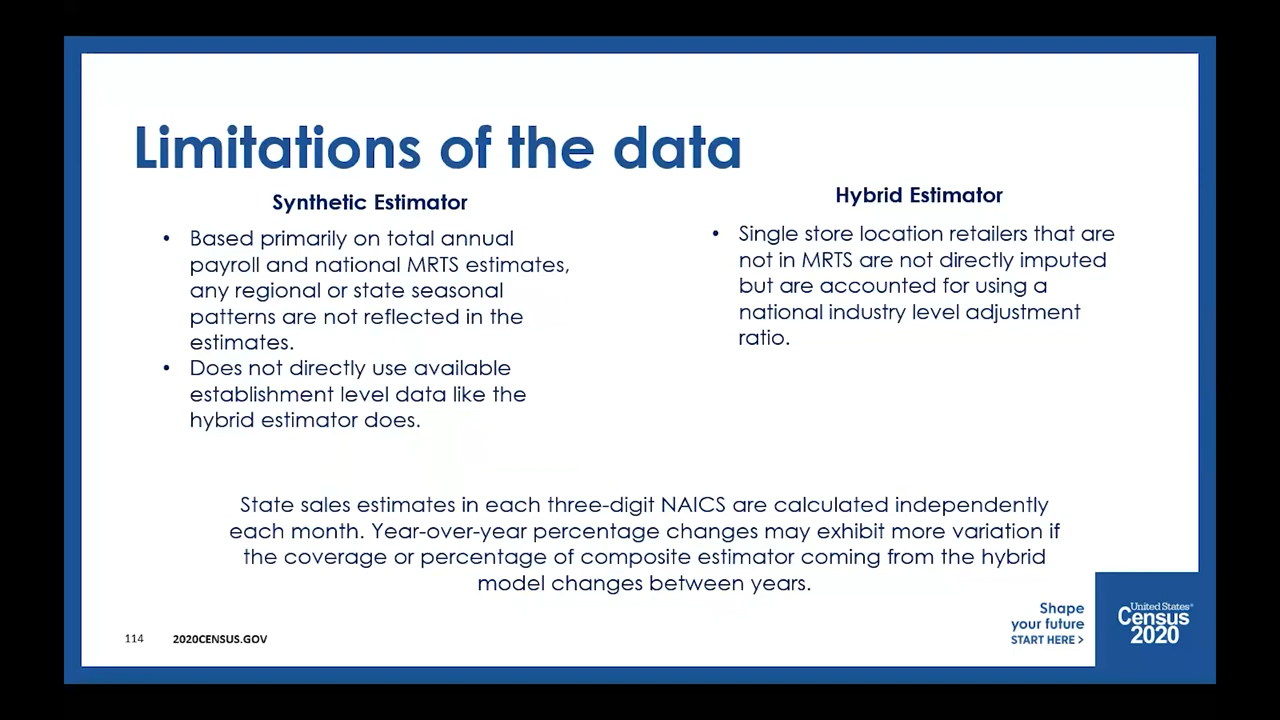 Limitations of the data
Synthetic Estimator
• Based primarily on total annual
payroll and national MRTS estimates,
any regional or state seasonal
patterns are not reflected in the
estimates.
• Does not directly use available
establishment level data like the
hybrid estimator does.
Hybrid Estimator
• Single store location retailers that are
not in MRTS are not directly imputed
but are accounted for using a
national industry level adjustment
ratio.
State sales estimates in each three-digit NAICS are calculated independently
each month. Year-over-year percentage changes may exhibit more variation if
the coverage or percentage of composite estimator coming from the hybrid
model changes between years.
114 2020CENSUS.GOV
Shape
your future
START HERE >
United States®
Census
2020